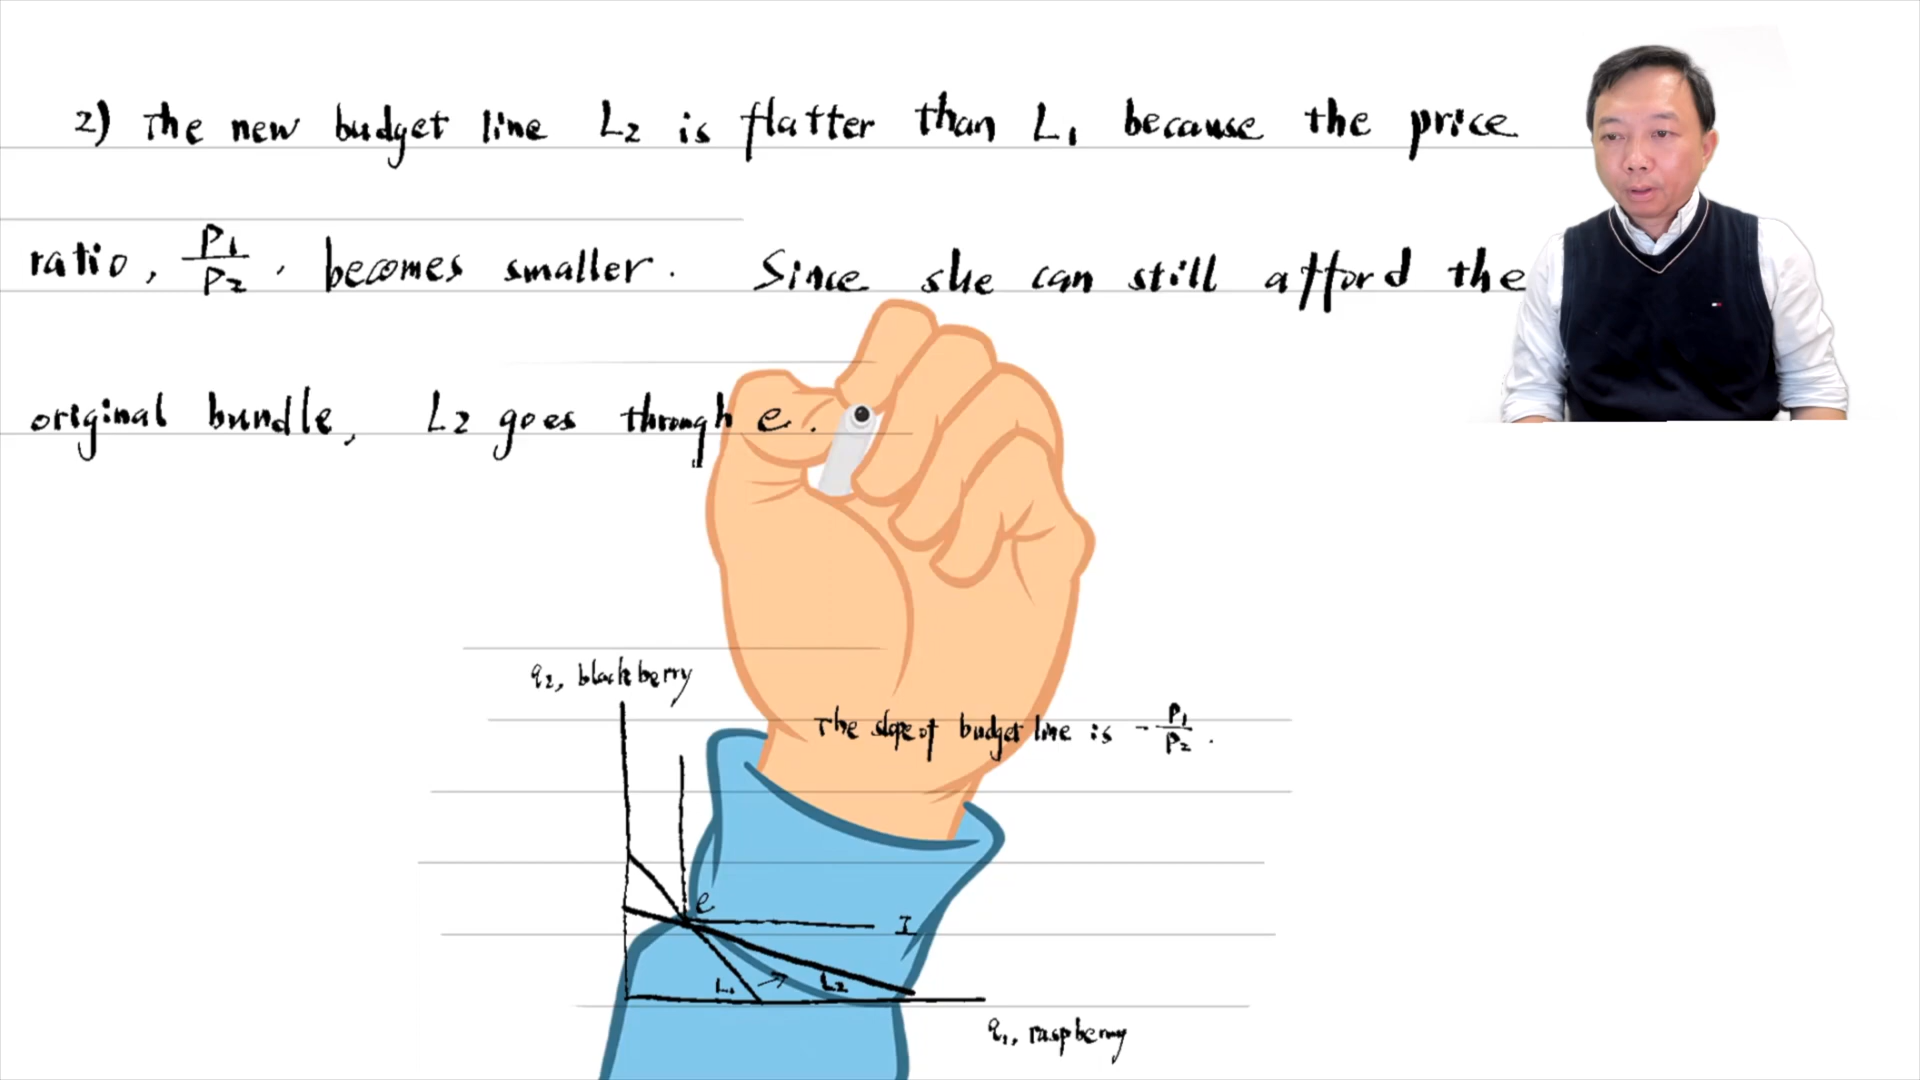 2) The new budget line L2 is flatter than L1 because the price
ratio, P1/P2, becomes smaller. Since she can still afford the
original bundle, L2 goes through e.
q2, blackberry
The slope of budget line is -P1/P2.
e
I
L1
L2
q1, raspberry